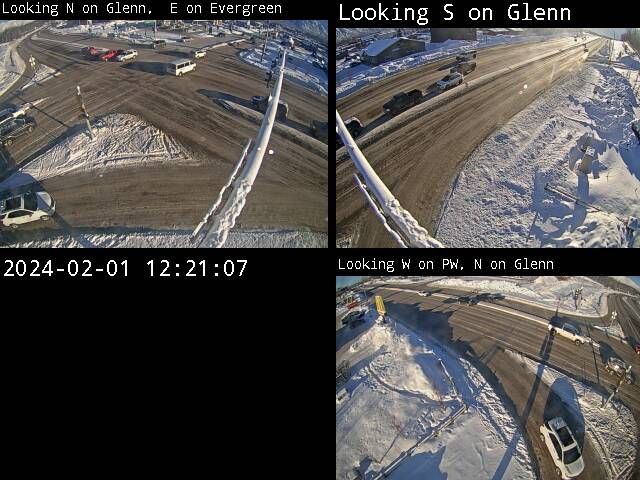 Looking N on Glenn,  E on Evergreen
Looking S on Glenn
2024-02-01 12:21:07
Looking W on PW, N on Glenn